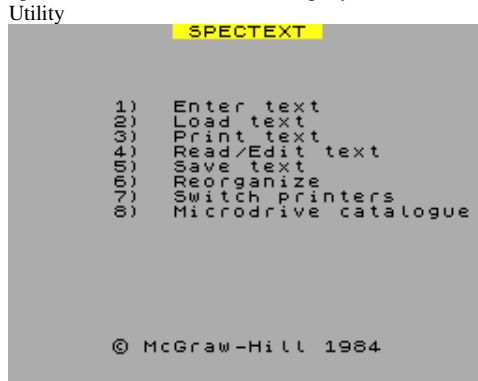 Utility
SPECTEXT
1) Enter text
2) Load text
3) Print text
4) Read/Edit text
5) Save text
6) Reorganize
7) Switch printers
8) Microdrive catalogue
© McGraw-Hill 1984